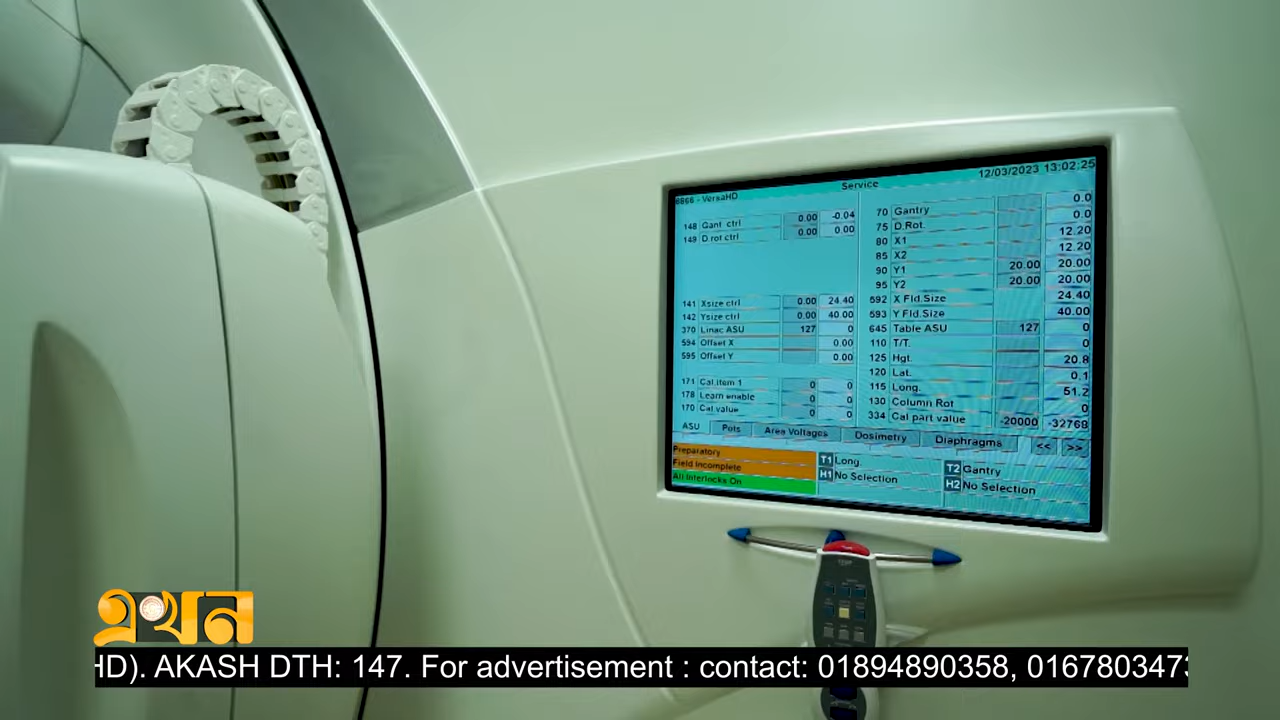 12/03/2023 13:02:25
Service
VersaHD
148 Gant ctrl 0.00 -0.04
149 D.rot ctrl 0.00 0.00
141 Xsize ctrl 0.00 24.40
142 Ysize ctrl 0.00 40.00
370 Linac ASU 127 0
594 Offset X 0.00
595 Offset Y 0.00
171 Cal.item 1 0 0
178 Learn enable 0 0
170 Cal value 0 0
70 Gantry 0.0
75 D.Rot. 0.0
80 X1 12.20
85 X2 12.20
90 Y1 20.00 20.00
95 Y2 20.00 20.00
592 X Fld.Size 24.40
593 Y Fld.Size 40.00
645 Table ASU 127 0
110 T/T. 0
125 Hgt. 20.8
120 Lat. 0.1
115 Long. 51.2
130 Column Rot 0
334 Cal part value -20000 -32768
ASU Pots Area Voltages Dosimetry Diaphragms << >>
Preparatory
Field Incomplete
All Interlocks On
T1 Long.
H1 No Selection
T2 Gantry
H2 No Selection
এখন
HD). AKASH DTH: 147. For advertisement : contact: 01894890358, 0167803473